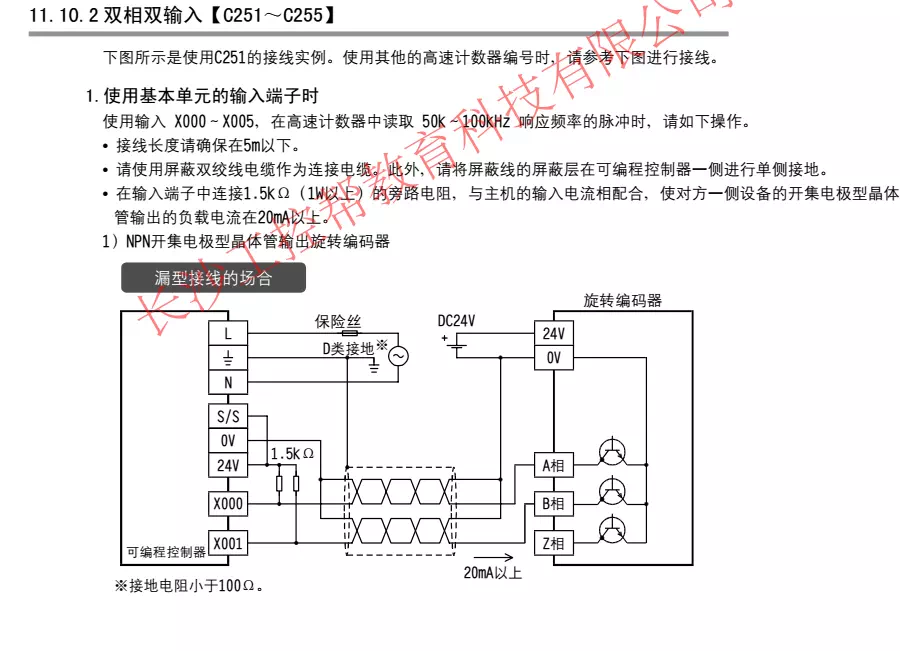 11.10.2 双相双输入【C251～C255】
下图所示是使用C251的接线实例。使用其他的高速计数器编号时，请参考下图进行接线。
1. 使用基本单元的输入端子时
使用输入 X000～X005，在高速计数器中读取 50k～100kHz 响应频率的脉冲时，请如下操作。
• 接线长度请确保在5m以下。
• 请使用屏蔽双绞线电缆作为连接电缆。此外，请将屏蔽线的屏蔽层在可编程控制器一侧进行单侧接地。
• 在输入端子中连接1.5kΩ（1W以上）的旁路电阻，与主机的输入电流相配合，使对方一侧设备的开集电极型晶体
管输出的负载电流在20mA以上。
1）NPN开集电极型晶体管输出旋转编码器
漏型接线的场合
旋转编码器
L
保险丝
DC24V
+
24V
D类接地※
0V
N
S/S
0V
1.5kΩ
24V
A相
X000
B相
可编程控制器
X001
Z相
20mA以上
※接地电阻小于100Ω。
长沙工控帮教育科技有限公司